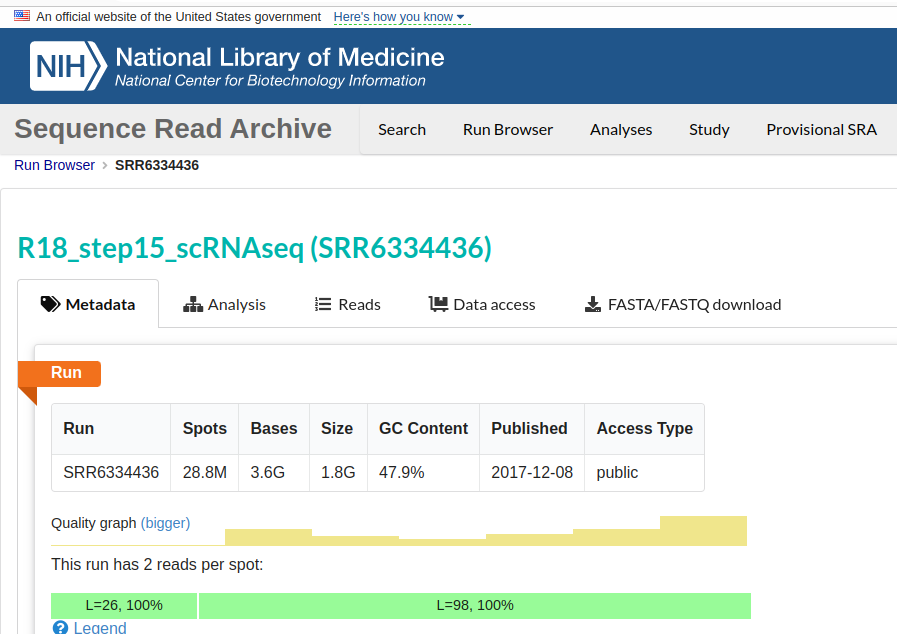 An official website of the United States government Here's how you know
NIH National Library of Medicine
National Center for Biotechnology Information
Sequence Read Archive Search Run Browser Analyses Study Provisional SRA
Run Browser › SRR6334436
R18_step15_scRNAseq (SRR6334436)
Metadata Analysis Reads Data access FASTA/FASTQ download
Run
Run Spots Bases Size GC Content Published Access Type
SRR6334436 28.8M 3.6G 1.8G 47.9% 2017-12-08 public
Quality graph (bigger)
This run has 2 reads per spot:
L=26, 100% L=98, 100%
? Legend